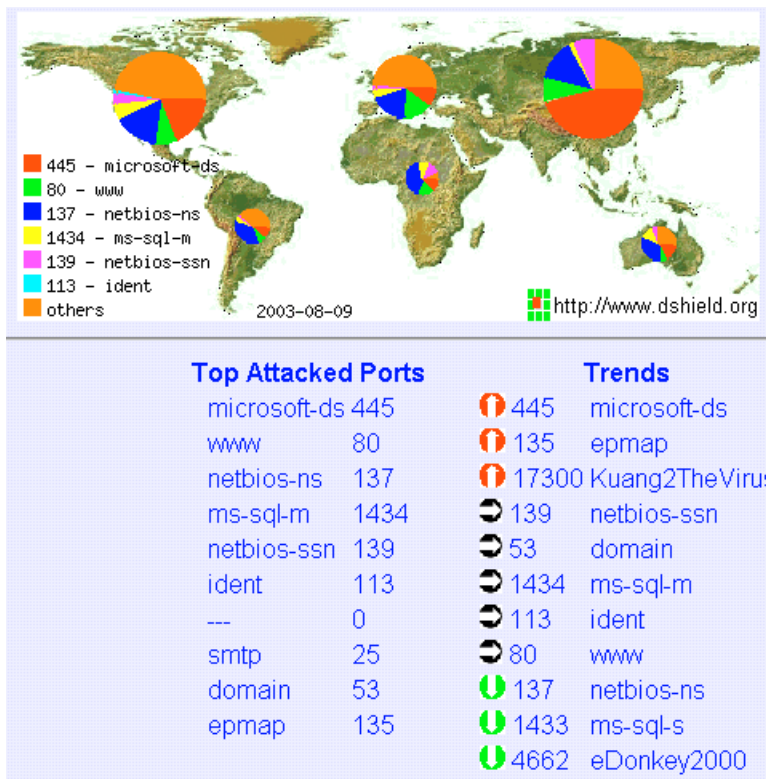 445 - microsoft-ds
80 - www
137 - netbios-ns
1434 - ms-sql-m
139 - netbios-ssn
113 - ident
others
2003-08-09
http://www.dshield.org
Top Attacked Ports
microsoft-ds 445
www 80
netbios-ns 137
ms-sql-m 1434
netbios-ssn 139
ident 113
--- 0
smtp 25
domain 53
epmap 135
Trends
445 microsoft-ds
135 epmap
17300 Kuang2TheVirus
139 netbios-ssn
53 domain
1434 ms-sql-m
113 ident
80 www
137 netbios-ns
1433 ms-sql-s
4662 eDonkey2000